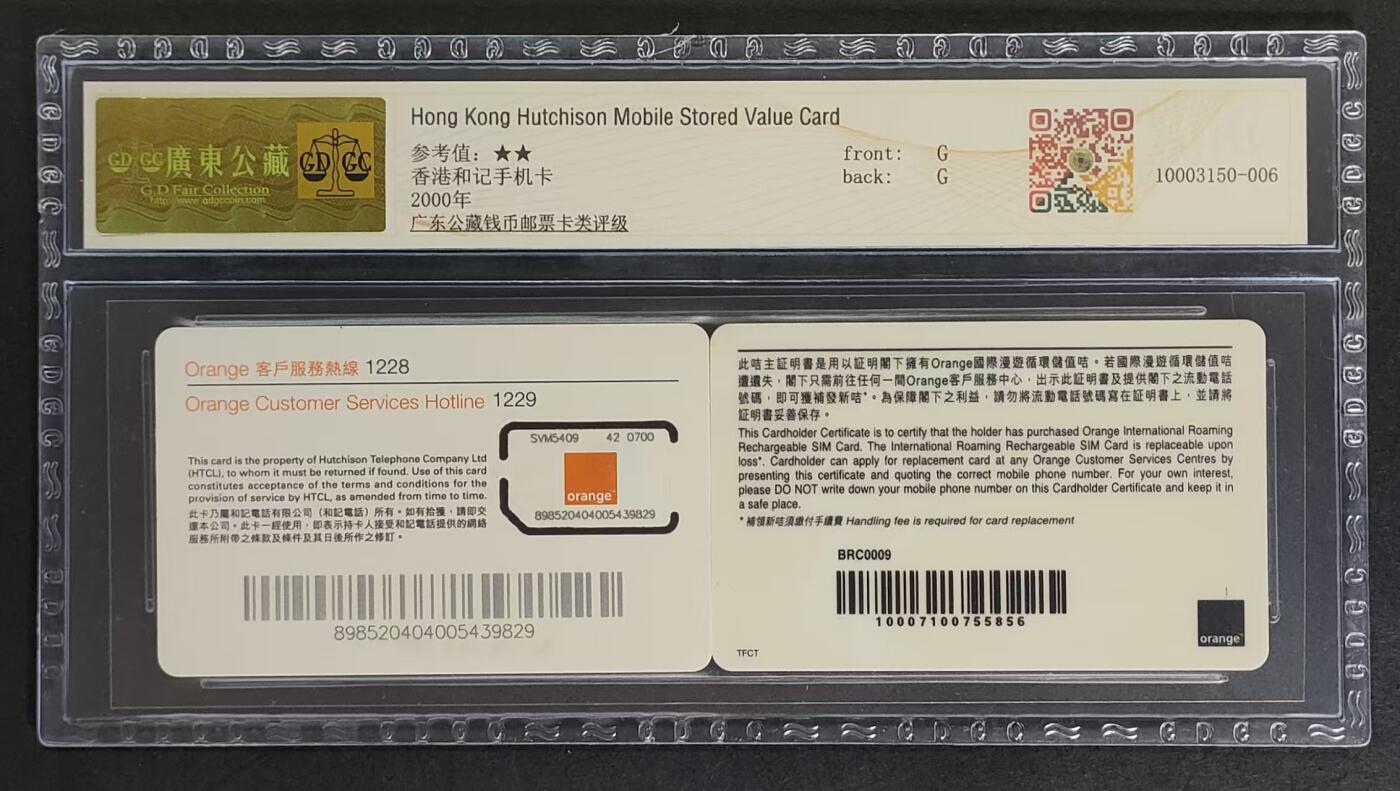 GD GC廣東公藏
G D Fair Collection
http://www.gdgccoin.com
GD GC
Hong Kong Hutchison Mobile Stored Value Card
参考值：★★
香港和记手机卡
2000年
广东公藏钱币邮票卡类评级
front: G
back: G
10003150-006
Orange 客戶服務熱線 1228
Orange Customer Services Hotline 1229
This card is the property of Hutchison Telephone Company Ltd
(HTCL), to whom it must be returned if found. Use of this card
constitutes acceptance of the terms and conditions for the
provision of service by HTCL, as amended from time to time.
此卡乃屬和記電話有限公司（和記電話）所有。如有拾獲，請即交
還本公司。此卡一經使用，即表示持卡人接受和記電話提供的網絡
服務所附帶之條款及條件及其日後所作之修訂。
SVM5409 42 0700
orange™
898520404005439829
898520404005439829
此咭主証明書是用以証明閣下擁有Orange國際漫遊循環儲值咭。若國際漫遊循環儲值咭
遭遺失，閣下只需前往任何一間Orange客戶服務中心，出示此証明書及提供閣下之流動電話
號碼，即可獲補發新咭*。為保障閣下之利益，請勿將流動電話號碼寫在証明書上，並請將
証明書妥善保存。
This Cardholder Certificate is to certify that the holder has purchased Orange International Roaming
Rechargeable SIM Card. The International Roaming Rechargeable SIM Card is replaceable upon
loss*. Cardholder can apply for replacement card at any Orange Customer Services Centres by
presenting this certificate and quoting the correct mobile phone number. For your own interest,
please DO NOT write down your mobile phone number on this Cardholder Certificate and keep it in
a safe place.
*補領新咭須繳付手續費 Handling fee is required for card replacement
BRC0009
10007100755856
TFCT
orange™